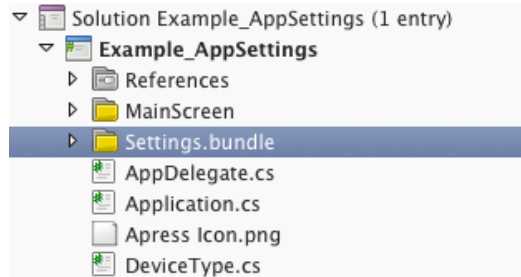 Solution Example_AppSettings (1 entry)
Example_AppSettings
References
MainScreen
Settings.bundle
AppDelegate.cs
Application.cs
Apress Icon.png
DeviceType.cs